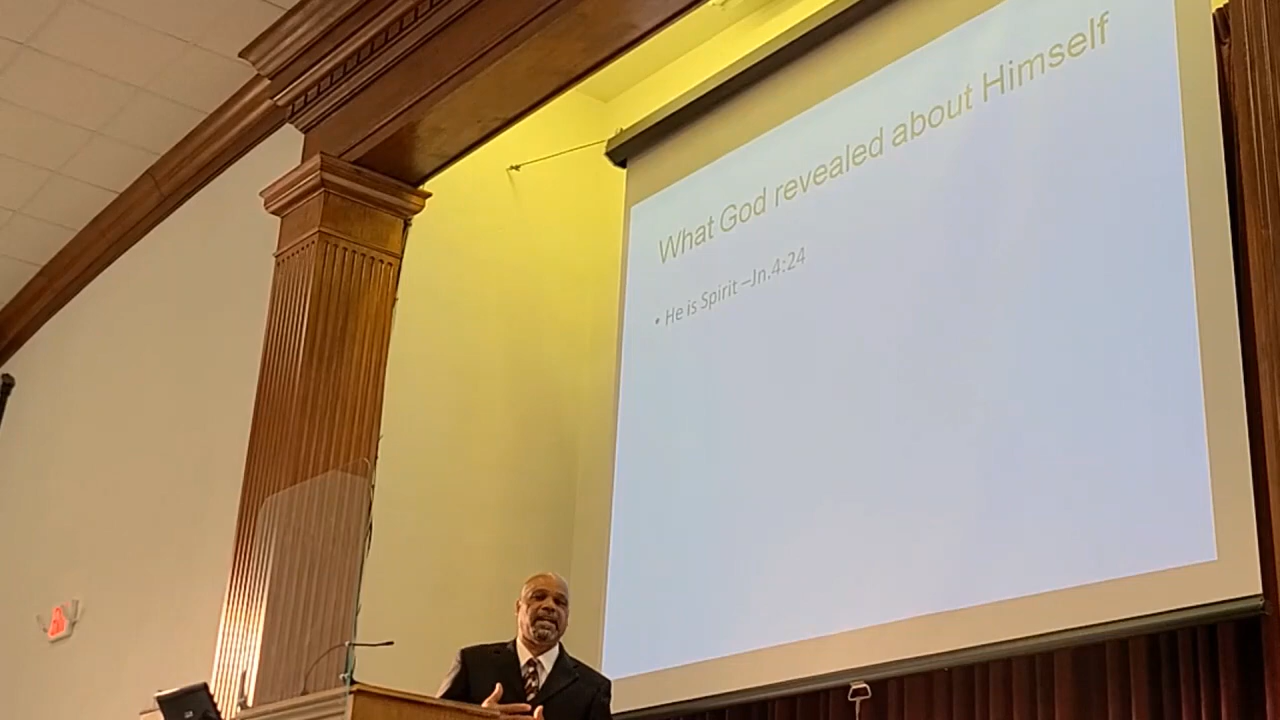 What God revealed about Himself
• He is Spirit –Jn.4:24